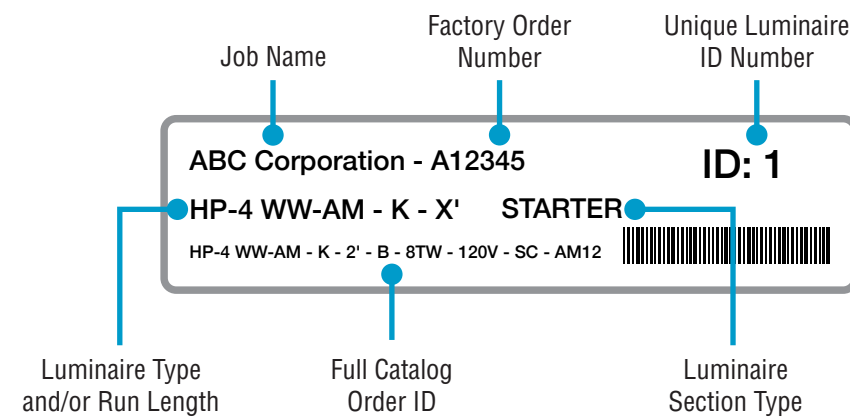 Job Name
Factory Order
Number
Unique Luminaire
ID Number
ABC Corporation - A12345
ID: 1
HP-4 WW-AM - K - X' STARTER
HP-4 WW-AM - K - 2' - B - 8TW - 120V - SC - AM12
Luminaire Type
and/or Run Length
Full Catalog
Order ID
Luminaire
Section Type